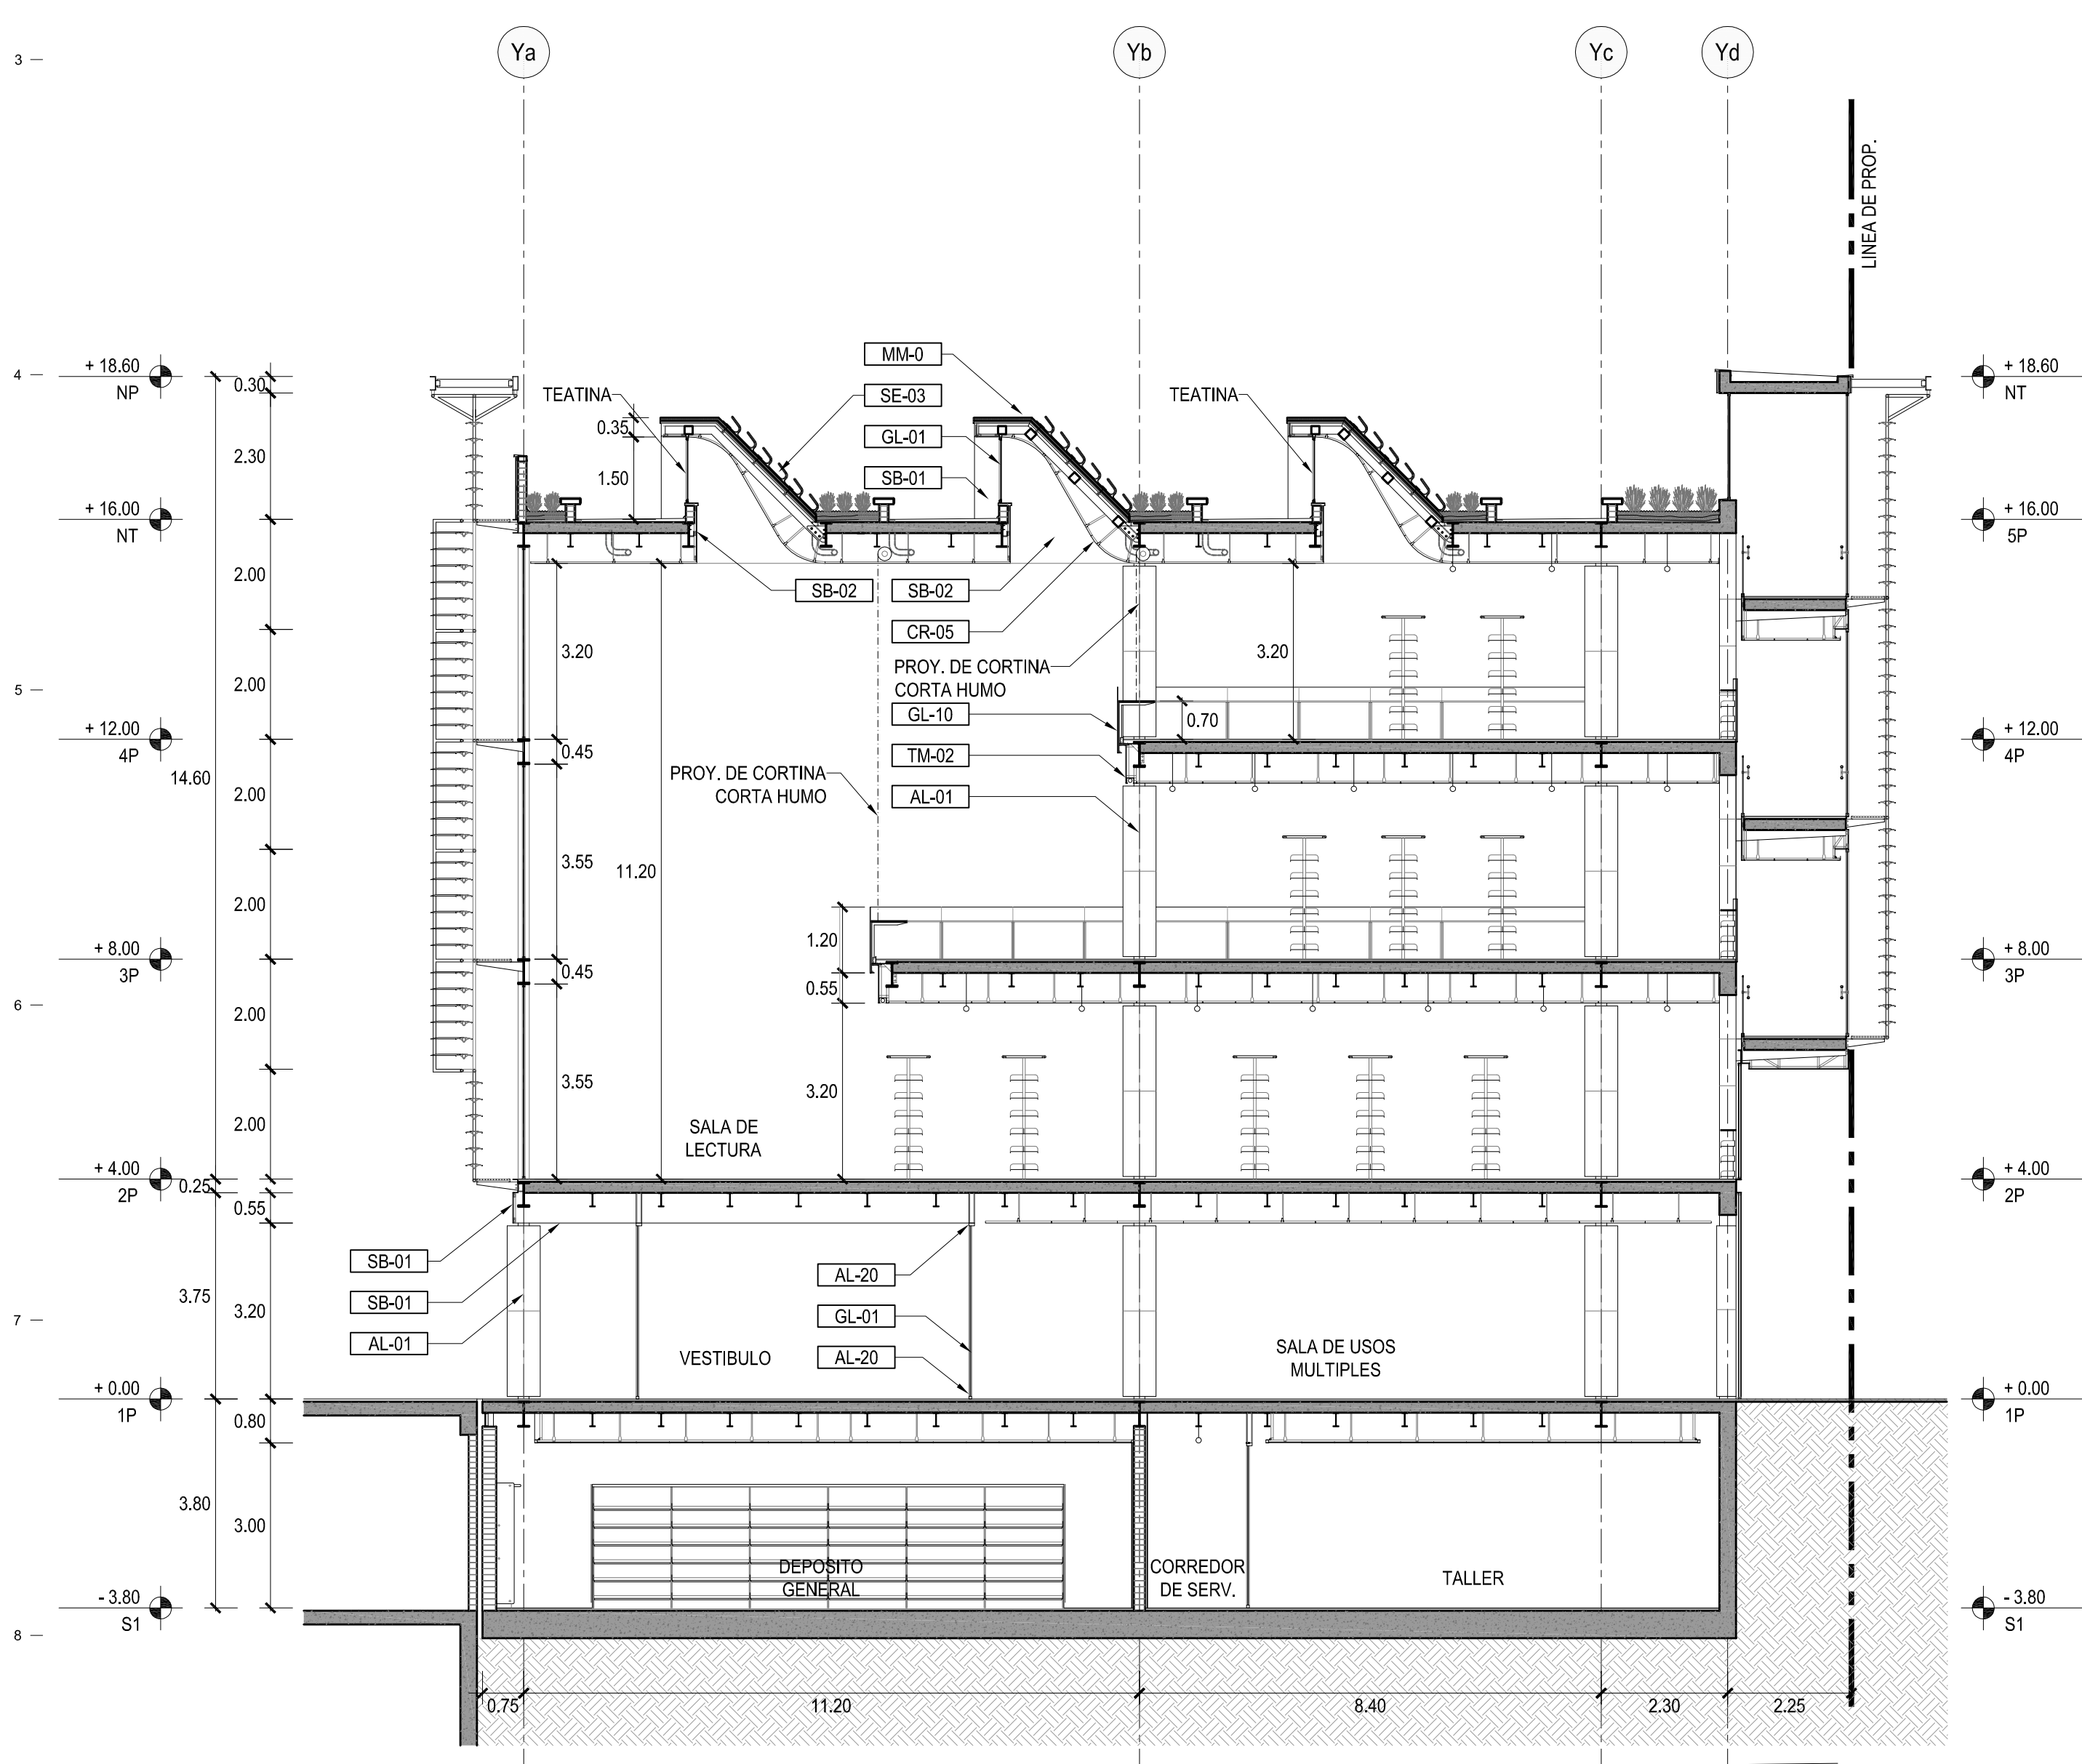 Ya
Yb
Yc
Yd
3
LINEA DE PROP.
4
+ 18.60
NP
0.30
2.30
+ 16.00
NT
2.00
2.00
+ 12.00
4P
14.60
2.00
2.00
2.00
+ 8.00
3P
2.00
2.00
+ 4.00
2P
0.25
0.55
3.75
3.20
+ 0.00
1P
0.80
3.80
3.00
- 3.80
S1
5
6
7
8
TEATINA
0.35
1.50
MM-0
SE-03
GL-01
SB-01
TEATINA
SB-02
SB-02
CR-05
PROY. DE CORTINA
CORTA HUMO
GL-10
TM-02
AL-01
3.20
3.20
0.70
0.45
PROY. DE CORTINA
CORTA HUMO
3.55
11.20
1.20
0.45
0.55
3.55
3.20
SALA DE
LECTURA
SB-01
SB-01
AL-01
AL-20
GL-01
AL-20
VESTIBULO
SALA DE USOS
MULTIPLES
DEPOSITO
GENERAL
CORREDOR
DE SERV.
TALLER
0.75
11.20
8.40
2.30
2.25
+ 18.60
NT
+ 16.00
5P
+ 12.00
4P
+ 8.00
3P
+ 4.00
2P
+ 0.00
1P
- 3.80
S1